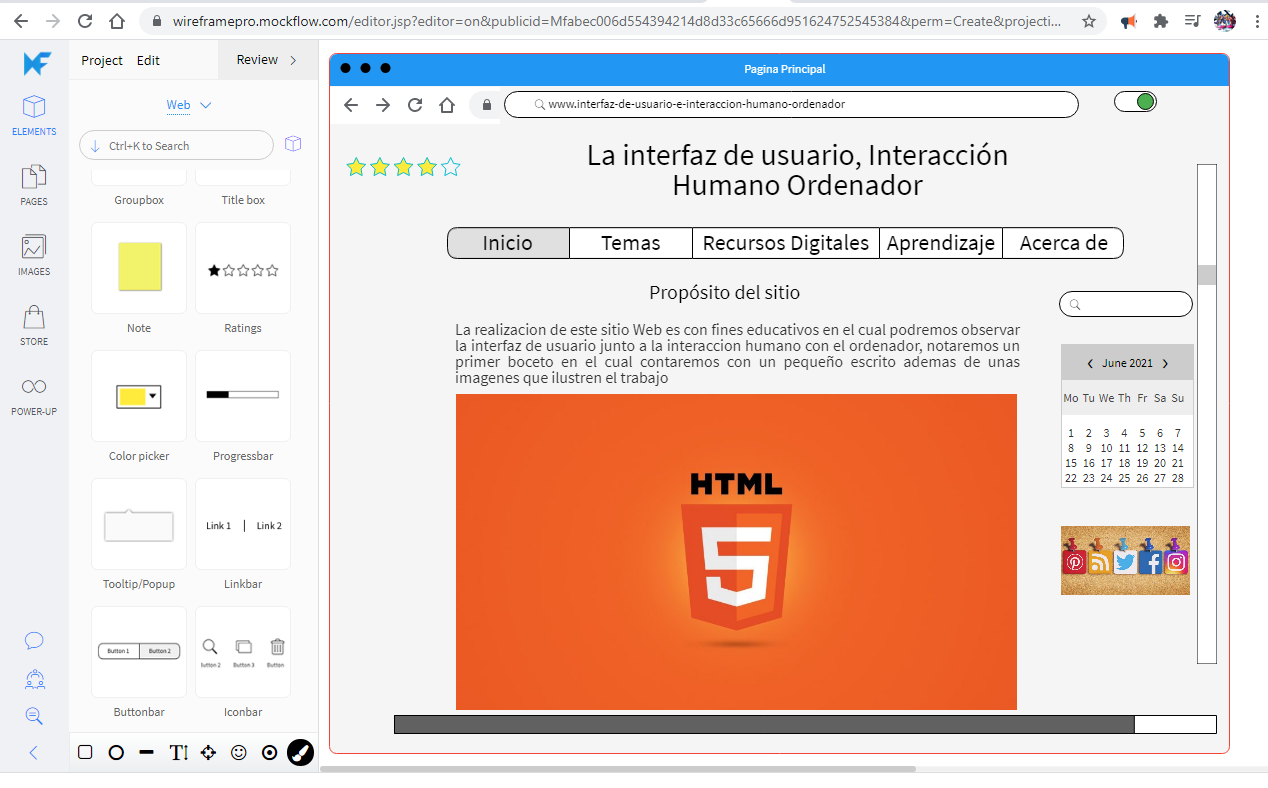 wireframepro.mockflow.com/editor.jsp?editor=on&publicid=Mfabec006d554394214d8d33c65666d951624752545384&perm=Create&projecti...
Project Edit Review
Web
Ctrl+K to Search
ELEMENTS
PAGES
IMAGES
STORE
POWER-UP
Groupbox Title box
Note Ratings
Color picker Progressbar
Link 1 | Link 2
Tooltip/Popup Linkbar
Button 1 Button 2
utton 2 Button 3 Button
Buttonbar Iconbar
T
Pagina Principal
www.interfaz-de-usuario-e-interaccion-humano-ordenador
La interfaz de usuario, Interacción
Humano Ordenador
Inicio Temas Recursos Digitales Aprendizaje Acerca de
Propósito del sitio
La realizacion de este sitio Web es con fines educativos en el cual podremos observar
la interfaz de usuario junto a la interaccion humano con el ordenador, notaremos un
primer boceto en el cual contaremos con un pequeño escrito ademas de unas
imagenes que ilustren el trabajo
HTML
5
June 2021
Mo Tu We Th Fr Sa Su
1 2 3 4 5 6 7
8 9 10 11 12 13 14
15 16 17 18 19 20 21
22 23 24 25 26 27 28